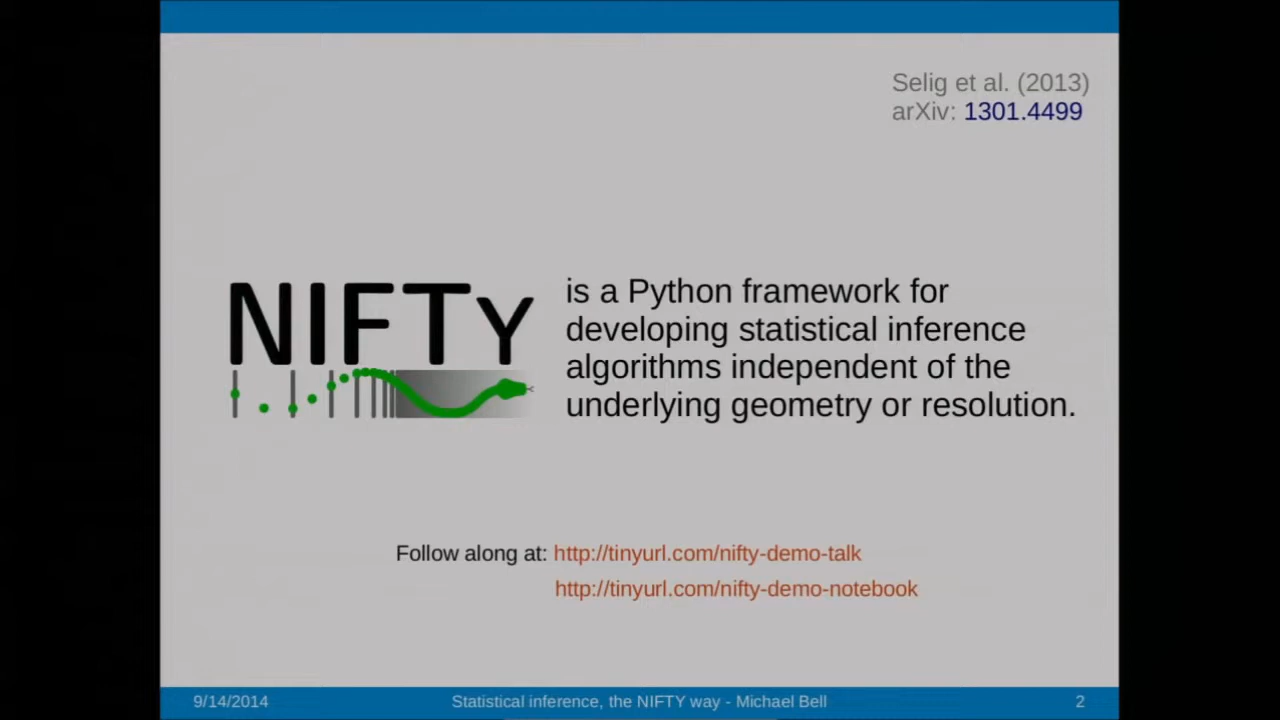 Selig et al. (2013)
arXiv: 1301.4499
NIFTY
is a Python framework for
developing statistical inference
algorithms independent of the
underlying geometry or resolution.
Follow along at: http://tinyurl.com/nifty-demo-talk
http://tinyurl.com/nifty-demo-notebook
9/14/2014 Statistical inference, the NIFTY way - Michael Bell 2